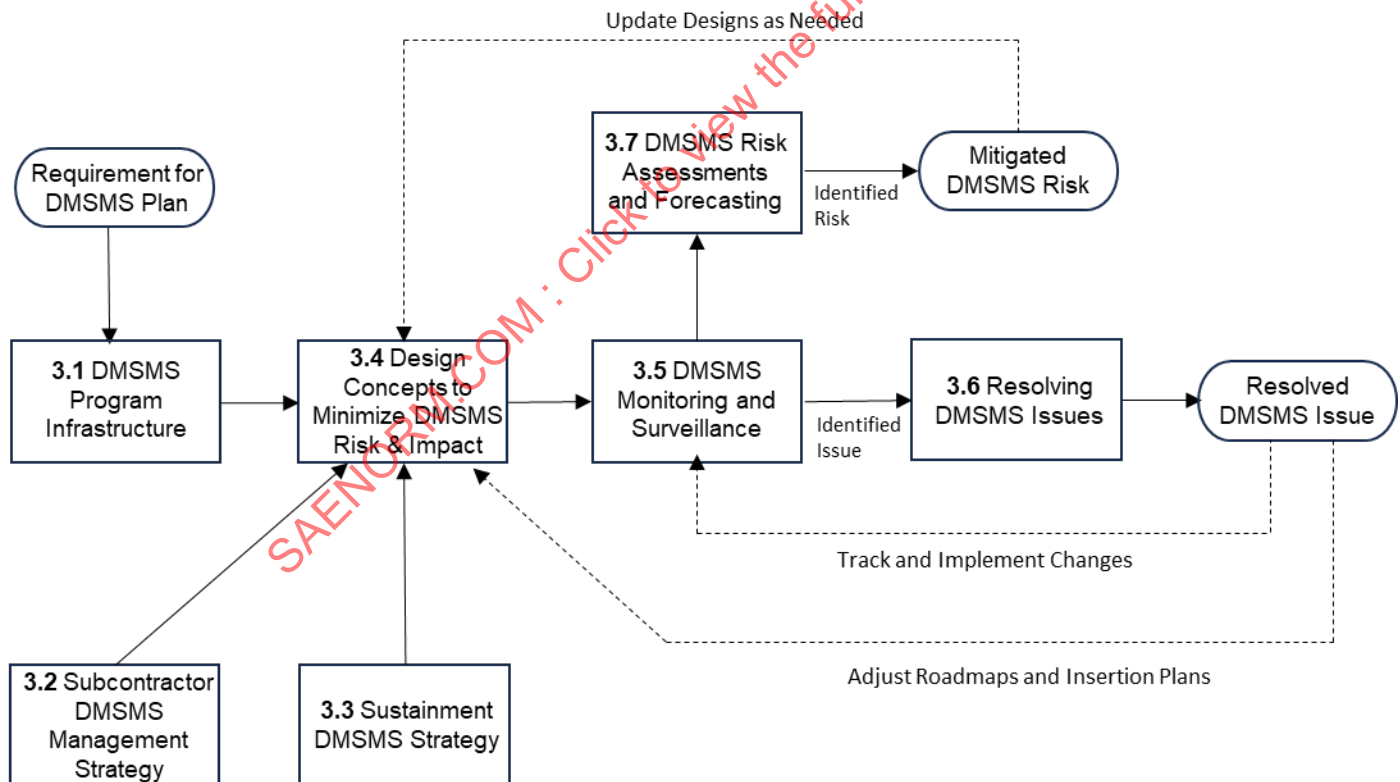 Update Designs as Needed
3.7 DMSMS Risk
Assessments
and Forecasting
Identified
Risk
Mitigated
DMSMS Risk
Requirement for
DMSMS Plan
3.1 DMSMS
Program
Infrastructure
3.4 Design
Concepts to
Minimize DMSMS
Risk & Impact
3.5 DMSMS
Monitoring and
Surveillance
Identified
Issue
3.6 Resolving
DMSMS Issues
Resolved
DMSMS Issue
Track and Implement Changes
Adjust Roadmaps and Insertion Plans
3.2 Subcontractor
DMSMS
Management
Strategy
3.3 Sustainment
DMSMS Strategy
SAENORM.COM : Click to view the